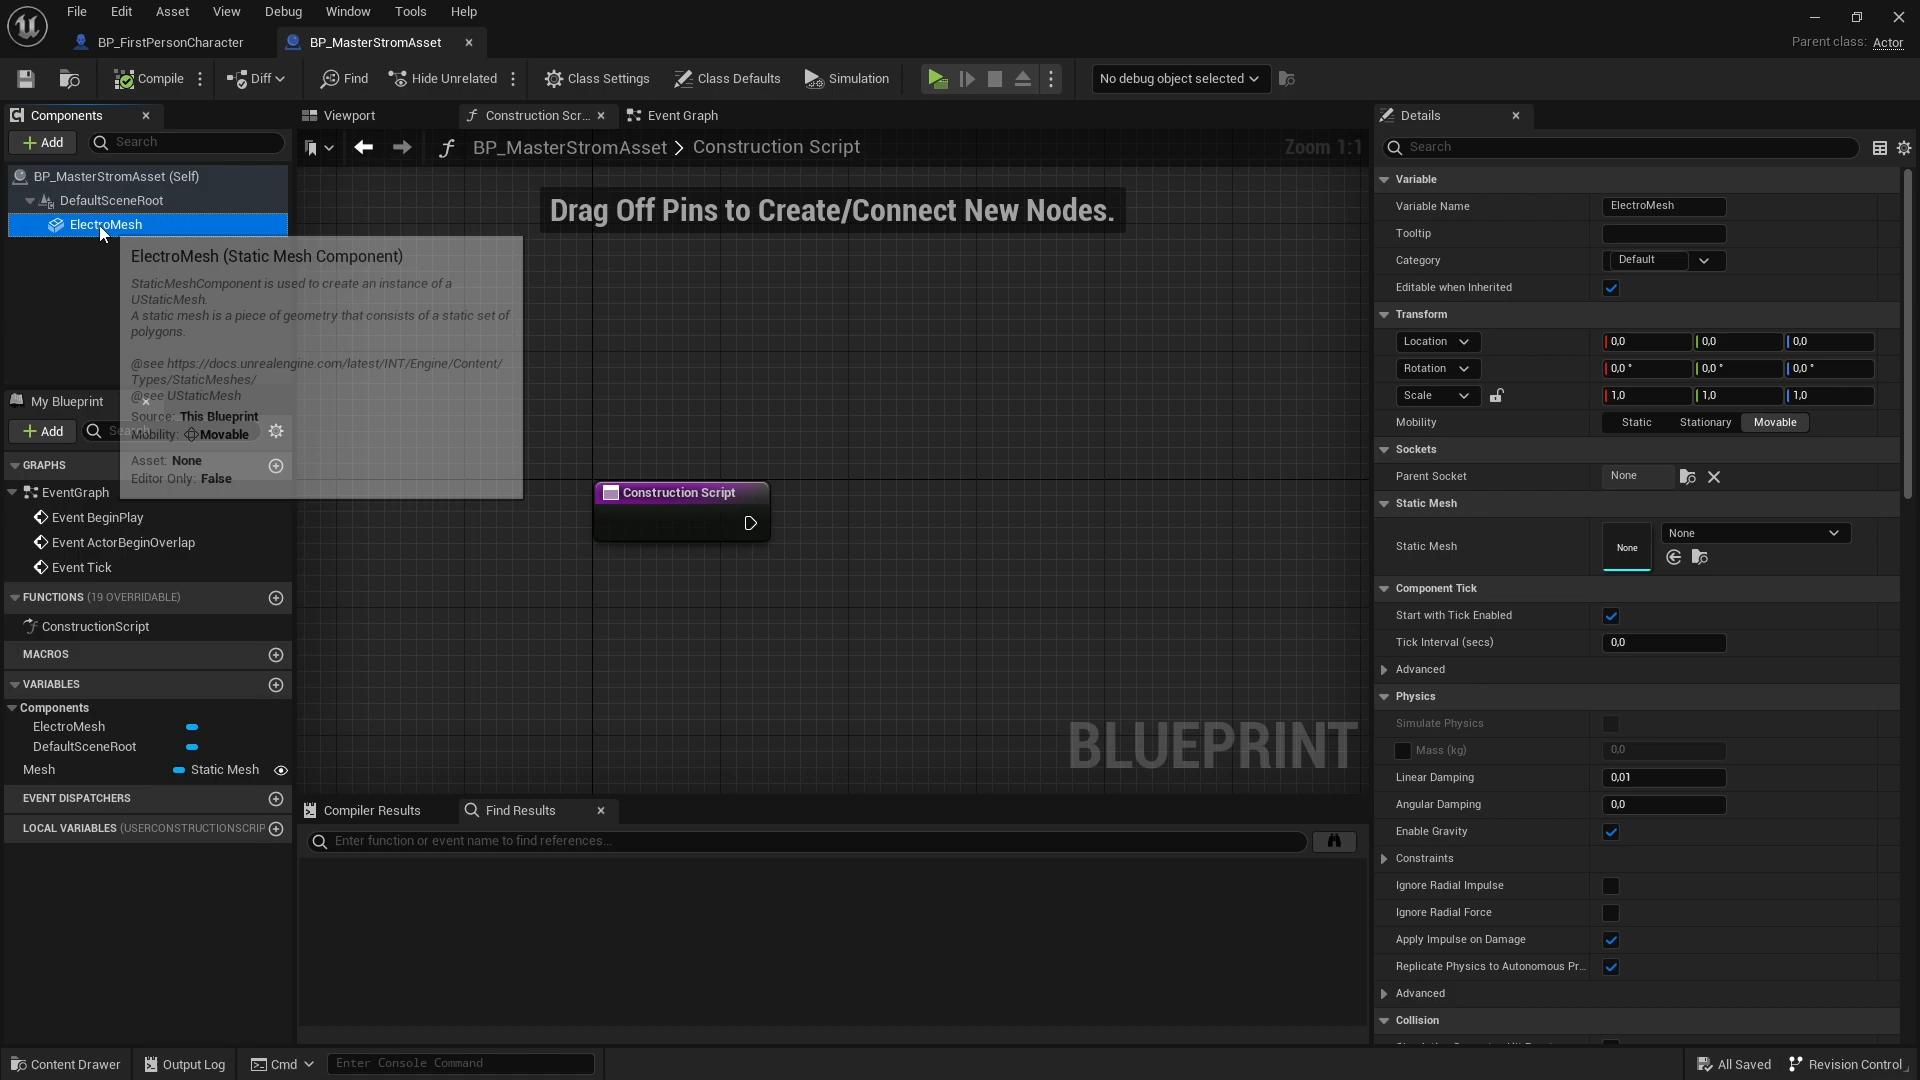 File Edit Asset View Debug Window Tools Help
BP_FirstPersonCharacter BP_MasterStromAsset
Parent class: Actor
Compile Diff Find Hide Unrelated Class Settings Class Defaults Simulation No debug object selected
Components
Add Search
BP_MasterStromAsset (Self)
DefaultSceneRoot
ElectroMesh
ElectroMesh (Static Mesh Component)
StaticMeshComponent is used to create an instance of a
UStaticMesh.
A static mesh is a piece of geometry that consists of a static set of
polygons.
@see https://docs.unrealengine.com/latest/INT/Engine/Content/
Types/StaticMeshes/
@see UStaticMesh
Source: This Blueprint
Mobility: Movable
Asset: None
Editor Only: False
My Blueprint
Add
GRAPHS
EventGraph
Event BeginPlay
Event ActorBeginOverlap
Event Tick
FUNCTIONS (19 OVERRIDABLE)
ConstructionScript
MACROS
VARIABLES
Components
ElectroMesh
DefaultSceneRoot
Mesh Static Mesh
EVENT DISPATCHERS
LOCAL VARIABLES (USERCONSTRUCTIONSCRIP
Viewport Construction Scr... Event Graph
BP_MasterStromAsset > Construction Script Zoom 1:1
Drag Off Pins to Create/Connect New Nodes.
Construction Script
BLUEPRINT
Compiler Results Find Results
Enter function or event name to find references...
Details
Search
Variable
Variable Name ElectroMesh
Tooltip
Category Default
Editable when Inherited
Transform
Location 0,0 0,0 0,0
Rotation 0,0 ° 0,0 ° 0,0 °
Scale 1,0 1,0 1,0
Mobility Static Stationary Movable
Sockets
Parent Socket None
Static Mesh
Static Mesh None None
Component Tick
Start with Tick Enabled
Tick Interval (secs) 0,0
Advanced
Physics
Simulate Physics
Mass (kg) 0,0
Linear Damping 0,01
Angular Damping 0,0
Enable Gravity
Constraints
Ignore Radial Impulse
Ignore Radial Force
Apply Impulse on Damage
Replicate Physics to Autonomous Pr...
Advanced
Collision
Content Drawer Output Log Cmd Enter Console Command All Saved Revision Control